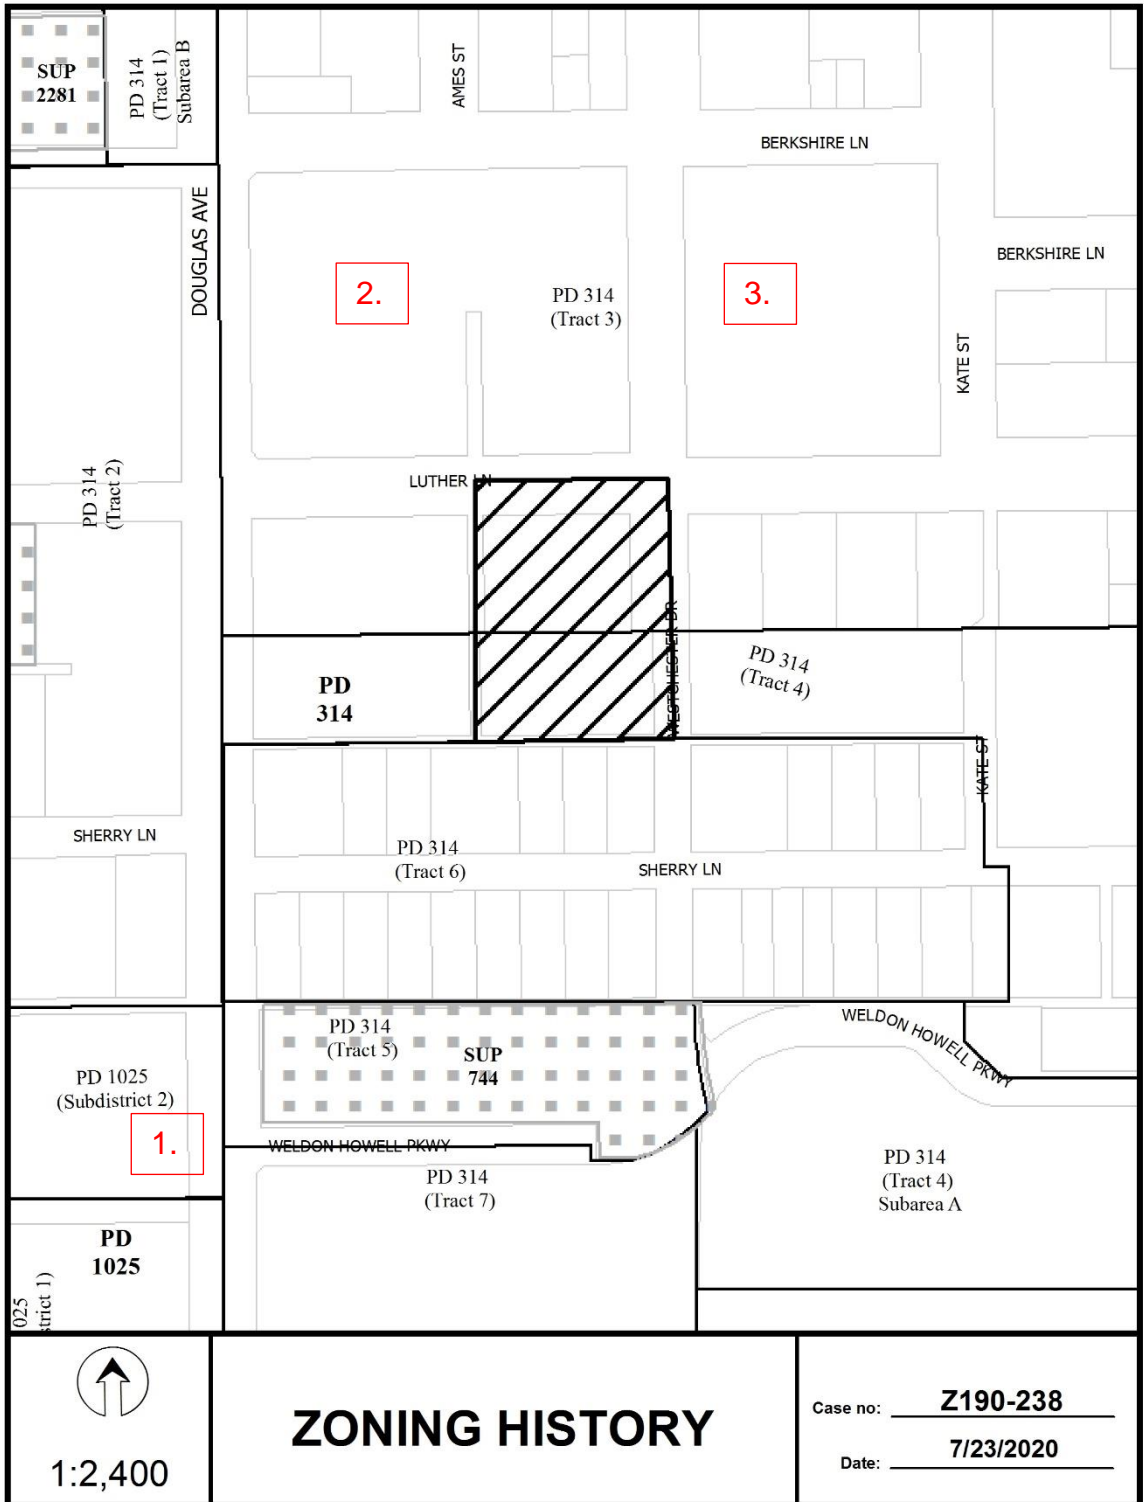 SUP
2281
PD 314
(Tract 1)
Subarea B
AMES ST
BERKSHIRE LN
DOUGLAS AVE
BERKSHIRE LN
2.
PD 314
(Tract 3)
3.
KATE ST
PD 314
(Tract 2)
LUTHER LN
WESTCHESTER DR
PD
314
PD 314
(Tract 4)
KATE ST
SHERRY LN
PD 314
(Tract 6)
SHERRY LN
PD 314
(Tract 5)
SUP
744
WELDON HOWELL PKWY
PD 1025
(Subdistrict 2)
1.
WELDON HOWELL PKWY
PD 314
(Tract 7)
PD 314
(Tract 4)
Subarea A
PD
1025
025
strict 1)
1:2,400
ZONING HISTORY
Case no: Z190-238
Date: 7/23/2020